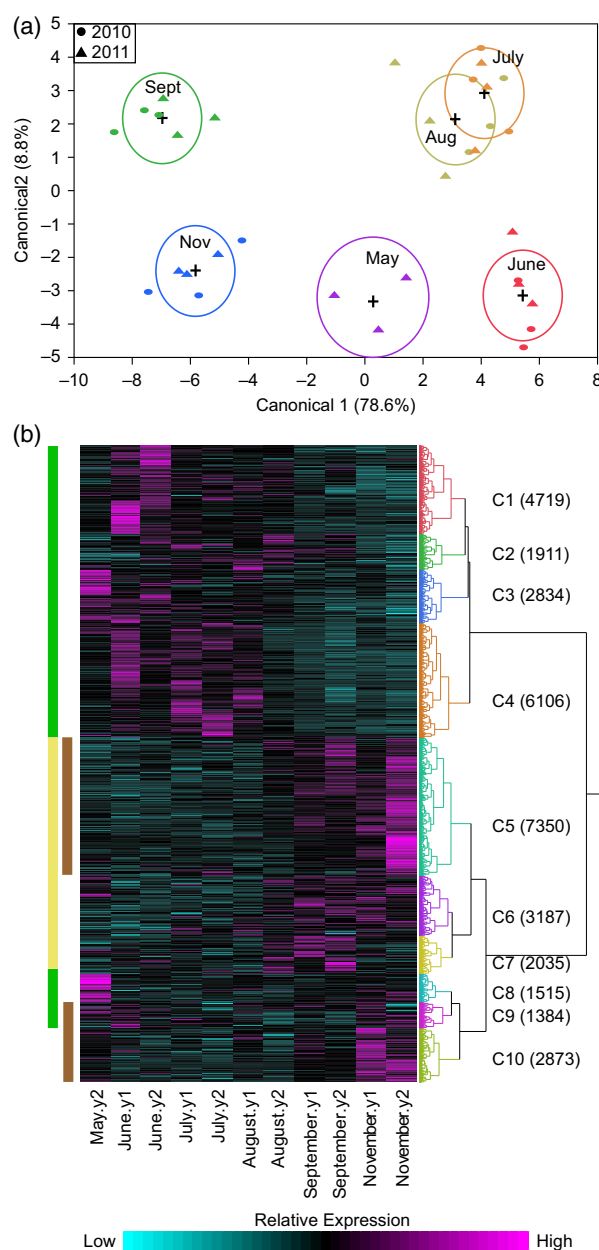 (a)
2010
2011
5
4
3
2
1
0
−1
−2
−3
−4
−5
Canonical2 (8.8%)
Sept
July
Aug
Nov
May
June
−10 −8 −6 −4 −2 0 2 4 6 8
Canonical 1 (78.6%)
(b)
C1 (4719)
C2 (1911)
C3 (2834)
C4 (6106)
C5 (7350)
C6 (3187)
C7 (2035)
C8 (1515)
C9 (1384)
C10 (2873)
May.y2
June.y1
June.y2
July.y1
July.y2
August.y1
August.y2
September.y1
September.y2
November.y1
November.y2
Relative Expression
Low High